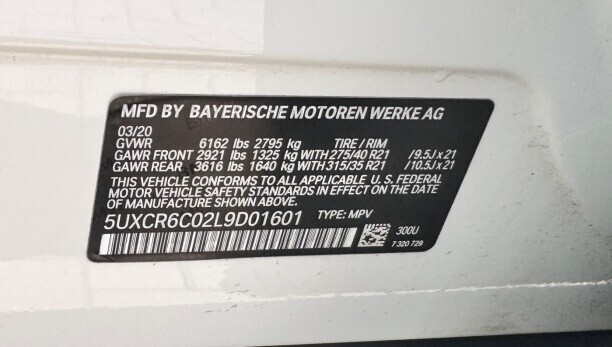 MFD BY BAYERISCHE MOTOREN WERKE AG
03/20
GVWR 6162 lbs 2795 kg TIRE / RIM
GAWR FRONT 2921 lbs 1325 kg WITH 275/40 R21 /9.5J x 21
GAWR REAR 3616 lbs 1640 kg WITH 315/35 R21 /10.5J x 21
THIS VEHICLE CONFORMS TO ALL APPLICABLE U. S. FEDERAL
MOTOR VEHICLE SAFETY STANDARDS IN EFFECT ON THE DATE
OF MANUFACTURE SHOWN ABOVE.
5UXCR6C02L9D01601 TYPE: MPV
300U
7 320 729